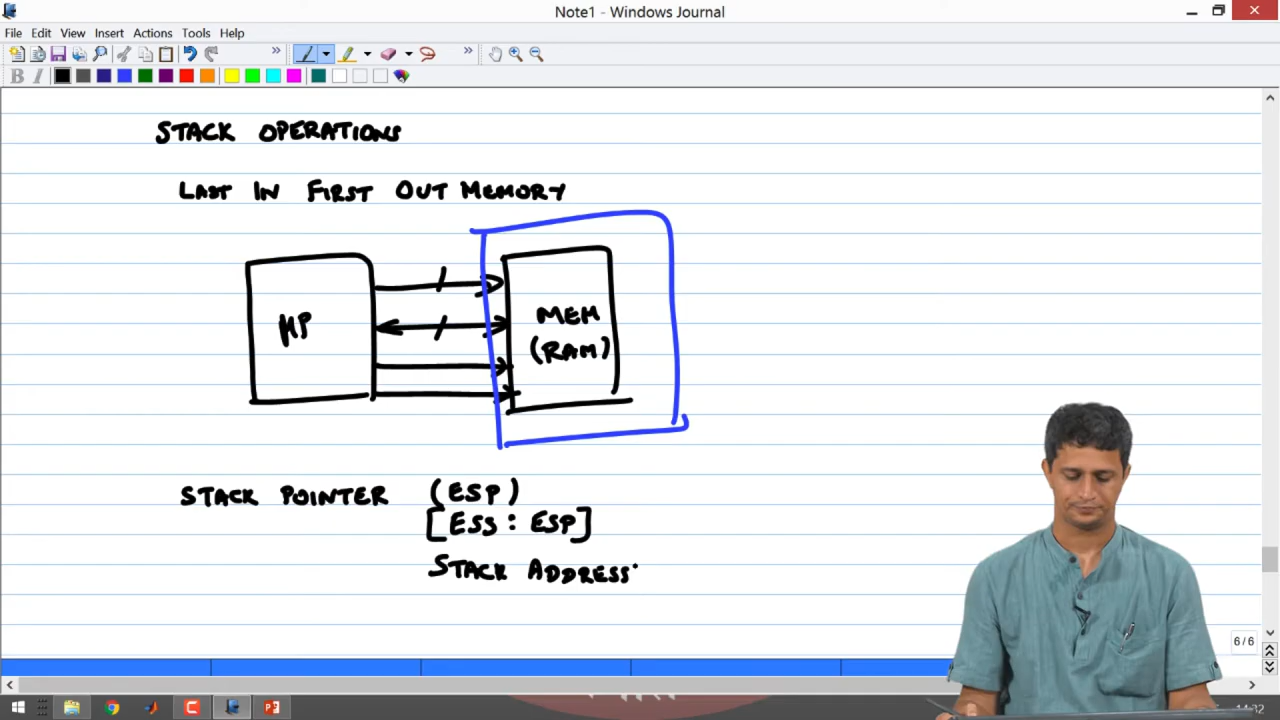 Note1 - Windows Journal
File Edit View Insert Actions Tools Help
STACK OPERATIONS
LAST IN FIRST OUT MEMORY
μP
MEM
(RAM)
STACK POINTER (ESP)
[ESS : ESP]
STACK ADDRESS
6/6